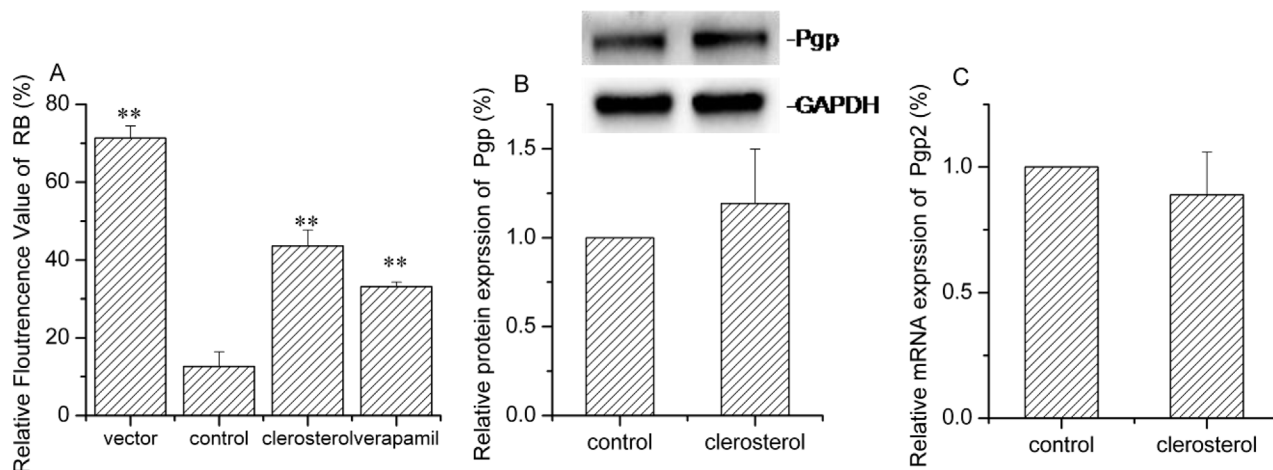 A
Relative Floutrencence Value of RB (%)
80
60
40
20
0
**
**
**
vector control clerosterol verapamil
B
-Pgp
-GAPDH
Relative protein exprssion of Pgp (%)
1.5
1.0
0.5
0.0
control clerosterol
C
Relative mRNA exprssion of Pgp2 (%)
1.0
0.5
0.0
control clerosterol